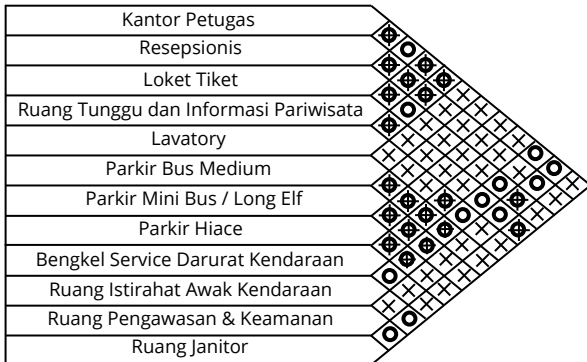 Kantor Petugas
Resepsionis
Loket Tiket
Ruang Tunggu dan Informasi Pariwisata
Lavatory
Parkir Bus Medium
Parkir Mini Bus / Long Elf
Parkir Hiace
Bengkel Service Darurat Kendaraan
Ruang Istirahat Awak Kendaraan
Ruang Pengawasan & Keamanan
Ruang Janitor